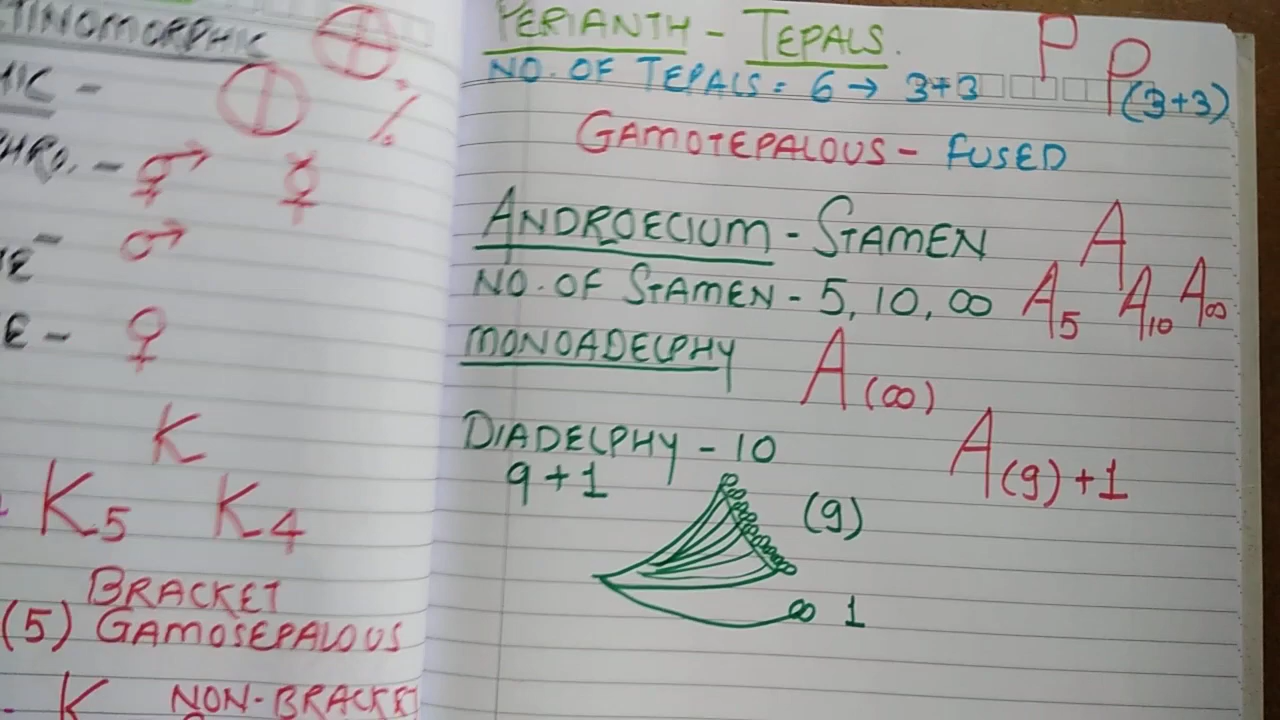 TINOMORPHIC
MIC -
HRO. - ⚥
- ♂
E - ♀
K
K5 K4
BRACKET
(5) GAMOSEPALOUS
K NON-BRACKET
PERIANTH - TEPALS. P P(3+3)
NO. OF TEPALS = 6 → 3+3
GAMOTEPALOUS - FUSED
ANDROECIUM - STAMEN A
NO. OF STAMEN - 5, 10, ∞ A5 A10 A∞
MONOADELPHY A(∞)
DIADELPHY - 10 A(9)+1
9+1
(9)
1